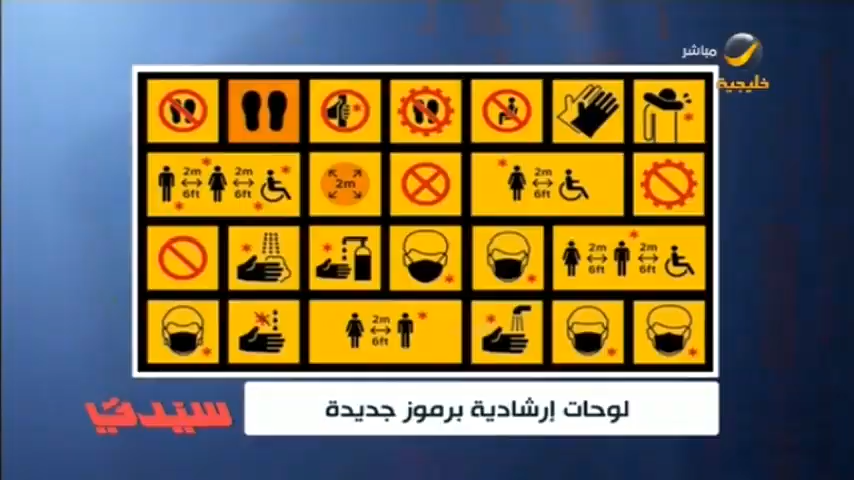 مباشر
خليجية
2m 2m
6ft 6ft
2m
2m
6ft
2m 2m
6ft 6ft
2m
6ft
سيدتي
لوحات إرشادية برموز جديدة